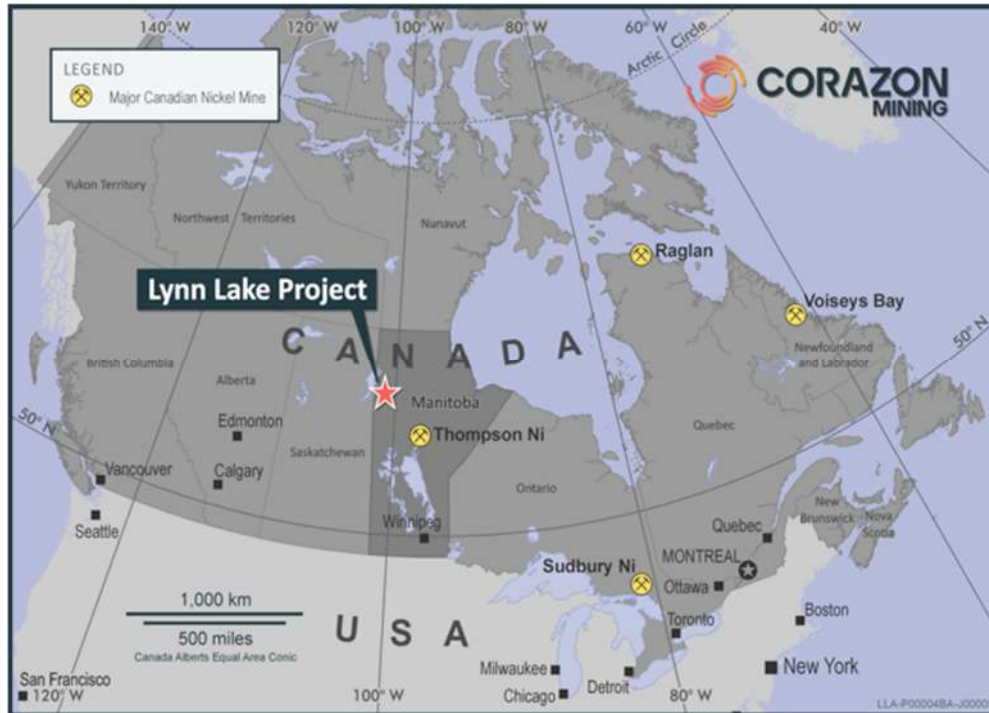 140° W
120° W
100° W
60° W
40° W
Arctic Circle
LEGEND
Major Canadian Nickel Mine
CORAZON
MINING
Yukon Territory
Northwest Territories
Nunavut
Raglan
Lynn Lake Project
Voiseys Bay
50° N
CANADA
Newfoundland
and Labrador
British Columbia
Alberta
Manitoba
Edmonton
Thompson Ni
Quebec
Saskatchewan
50° N
Vancouver
Calgary
Ontario
Seattle
Winnipeg
Quebec
New
Brunswick
Nova
Scotia
MONTREAL
Sudbury Ni
Ottawa
1,000 km
500 miles
Canada Alberts Equal Area Conic
USA
Toronto
Boston
Milwaukee
New York
San Francisco
Detroit
Chicago
120° W
100° W
80° W